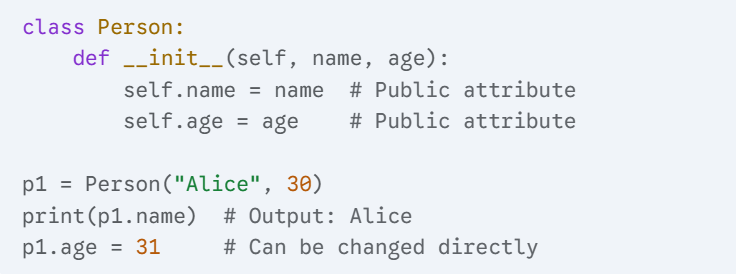 class Person:
    def __init__(self, name, age):
        self.name = name  # Public attribute
        self.age = age    # Public attribute

p1 = Person("Alice", 30)
print(p1.name)  # Output: Alice
p1.age = 31     # Can be changed directly